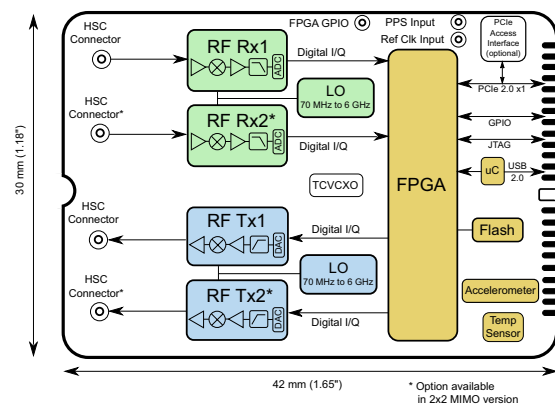 HSC
Connector
RF Rx1
ADC
FPGA GPIO
PPS Input
Ref Clk Input
PCIe
Access
Interface
(optional)
Digital I/Q
LO
70 MHz to 6 GHz
PCIe 2.0 x1
HSC
Connector*
RF Rx2*
ADC
Digital I/Q
GPIO
JTAG
FPGA
uC
USB
2.0
TCVCXO
30 mm (1.18")
HSC
Connector
RF Tx1
DAC
Digital I/Q
Flash
LO
70 MHz to 6 GHz
HSC
Connector*
RF Tx2*
DAC
Digital I/Q
Accelerometer
Temp
Sensor
42 mm (1.65")
* Option available
in 2x2 MIMO version